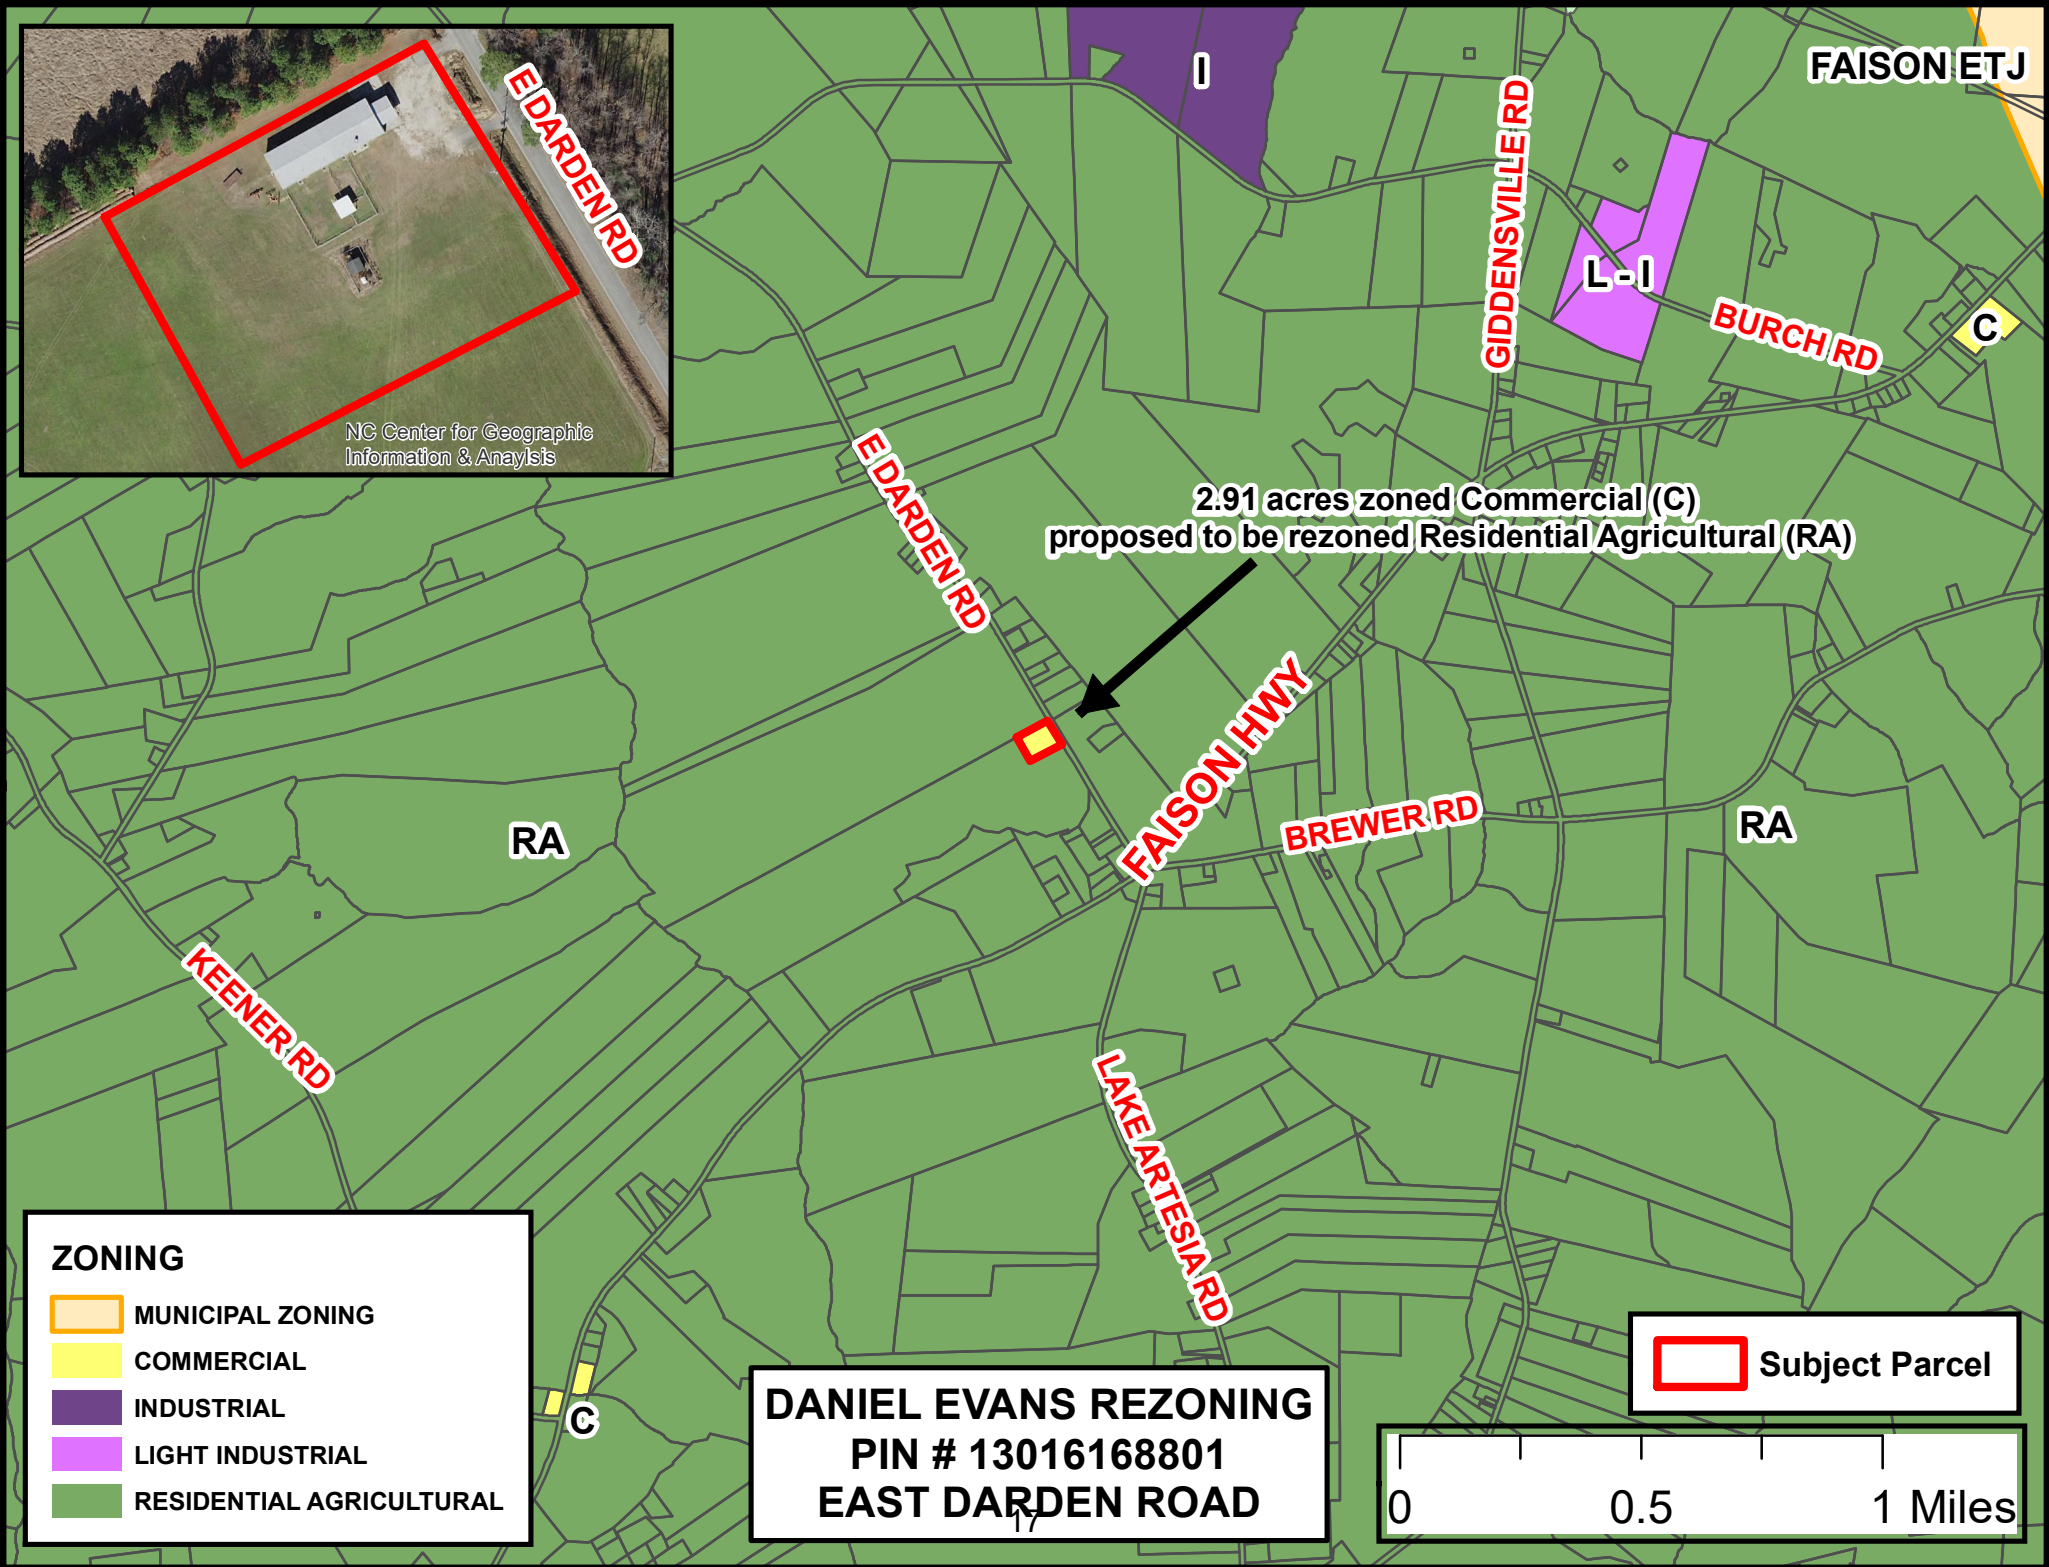 E DARDEN RD
NC Center for Geographic
Information & Anaylsis
I
GIDDENSVILLE RD
FAISON ETJ
L - I
BURCH RD
C
E DARDEN RD
2.91 acres zoned Commercial (C)
proposed to be rezoned Residential Agricultural (RA)
FAISON HWY
BREWER RD
RA
RA
KEENER RD
LAKE ARTESIA RD
C
ZONING
MUNICIPAL ZONING
COMMERCIAL
INDUSTRIAL
LIGHT INDUSTRIAL
RESIDENTIAL AGRICULTURAL
DANIEL EVANS REZONING
PIN # 13016168801
EAST DARDEN ROAD
17
Subject Parcel
0 0.5 1 Miles